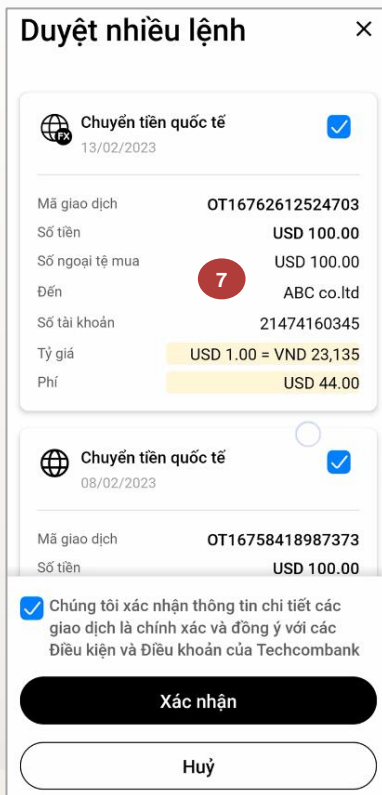 Duyệt nhiều lệnh
FX
Chuyển tiền quốc tế
13/02/2023
Mã giao dịch OT16762612524703
Số tiền USD 100.00
Số ngoại tệ mua USD 100.00
7
Đến ABC co.ltd
Số tài khoản 21474160345
Tỷ giá USD 1.00 = VND 23,135
Phí USD 44.00
Chuyển tiền quốc tế
08/02/2023
Mã giao dịch OT16758418987373
Số tiền USD 100.00
Chúng tôi xác nhận thông tin chi tiết các
giao dịch là chính xác và đồng ý với các
Điều kiện và Điều khoản của Techcombank
Xác nhận
Huỷ